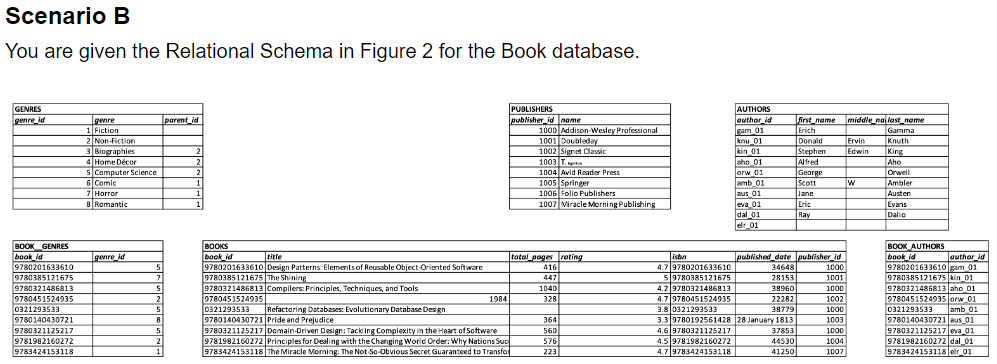 Scenario B
You are given the Relational Schema in Figure 2 for the Book database.
GENRES
genre_id genre parent_id
1 Fiction
2 Non-Fiction
3 Biographies 2
4 Home Décor 2
5 Computer Science 2
6 Comic 1
7 Horror 1
8 Romantic 1
PUBLISHERS
publisher_id name
1000 Addison-Wesley Professional
1001 Doubleday
1002 Signet Classic
1003 T. Egerton
1004 Avid Reader Press
1005 Springer
1006 Folio Publishers
1007 Miracle Morning Publishing
AUTHORS
author_id first_name middle_na last_name
gam_01 Erich Gamma
knu_01 Donald Ervin Knuth
kin_01 Stephen Edwin King
aho_01 Alfred Aho
orw_01 George Orwell
amb_01 Scott W Ambler
aus_01 Jane Austen
eva_01 Eric Evans
dal_01 Ray Dalio
elr_01
BOOK_GENRES
book_id genre_id
9780201633610 5
9780385121675 7
9780321486813 5
9780451524935 2
0321293533 5
9780140430721 8
9780321125217 5
9781982160272 2
9783424153118 1
BOOKS
book_id title total_pages rating isbn published_date publisher_id
9780201633610 Design Patterns: Elements of Reusable Object-Oriented Software 416 4.7 9780201633610 34648 1000
9780385121675 The Shining 447 5 9780385121675 28153 1001
9780321486813 Compilers: Principles, Techniques, and Tools 1040 4.2 9780321486813 38960 1000
9780451524935 1984 328 4.7 9780451524935 22282 1002
0321293533 Refactoring Databases: Evolutionary Database Design 3.8 0321293533 38779 1000
9780140430721 Pride and Prejudice 364 3.3 9780192561428 28 January 1813 1003
9780321125217 Domain-Driven Design: Tackling Complexity in the Heart of Software 560 4.6 9780321125217 37853 1000
9781982160272 Principles for Dealing with the Changing World Order: Why Nations Suc 576 4.5 9781982160272 44530 1004
9783424153118 The Miracle Morning: The Not-So-Obvious Secret Guaranteed to Transfo 223 4.7 9783424153118 41250 1007
BOOK_AUTHORS
book_id author_id
9780201633610 gam_01
9780385121675 kin_01
9780321486813 aho_01
9780451524935 orw_01
0321293533 amb_01
9780140430721 aus_01
9780321125217 eva_01
9781982160272 dal_01
9783424153118 elr_01